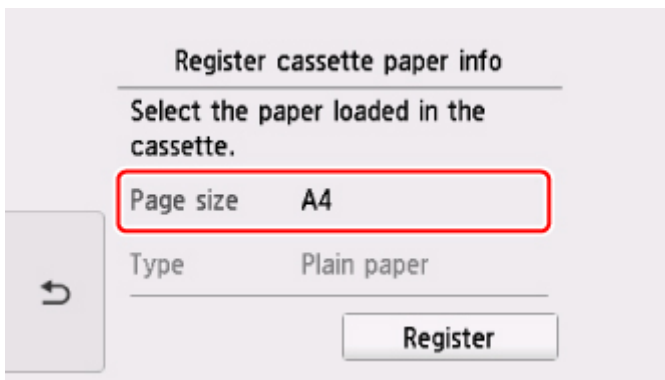 Register cassette paper info
Select the paper loaded in the
cassette.
Page size A4
Type Plain paper
Register